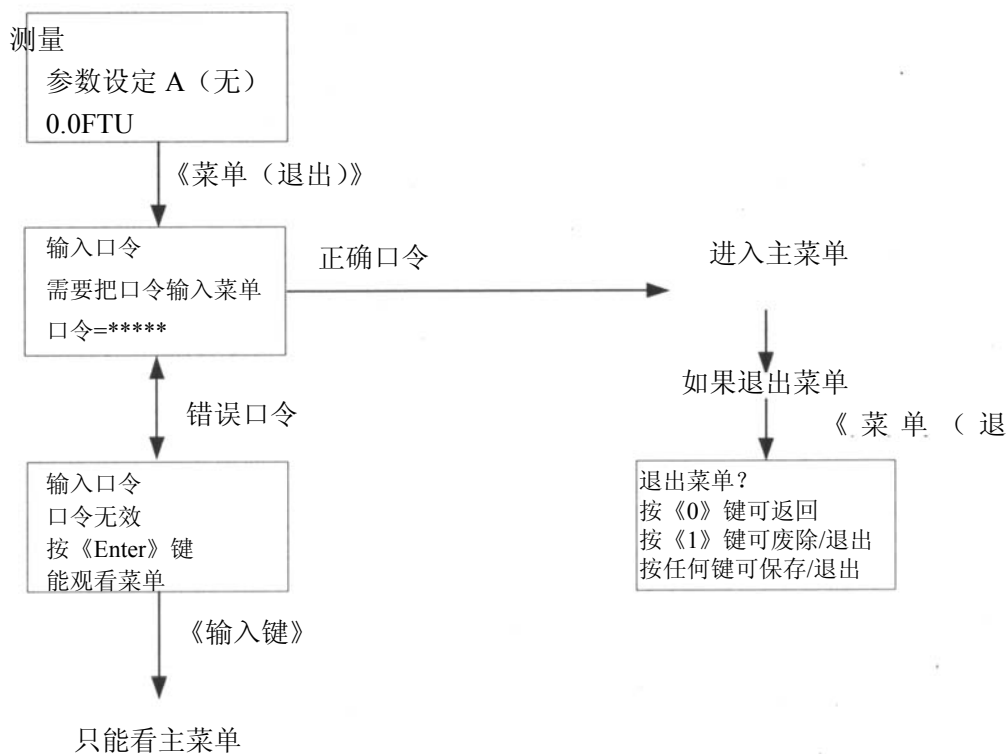 测量
参数设定 A（无）
0.0FTU
《菜单（退出）》
输入口令
需要把口令输入菜单
口令=*****
正确口令
进入主菜单
错误口令
如果退出菜单
《菜单（退
输入口令
口令无效
按《Enter》键
能观看菜单
退出菜单？
按《0》键可返回
按《1》键可废除/退出
按任何键可保存/退出
《输入键》
只能看主菜单